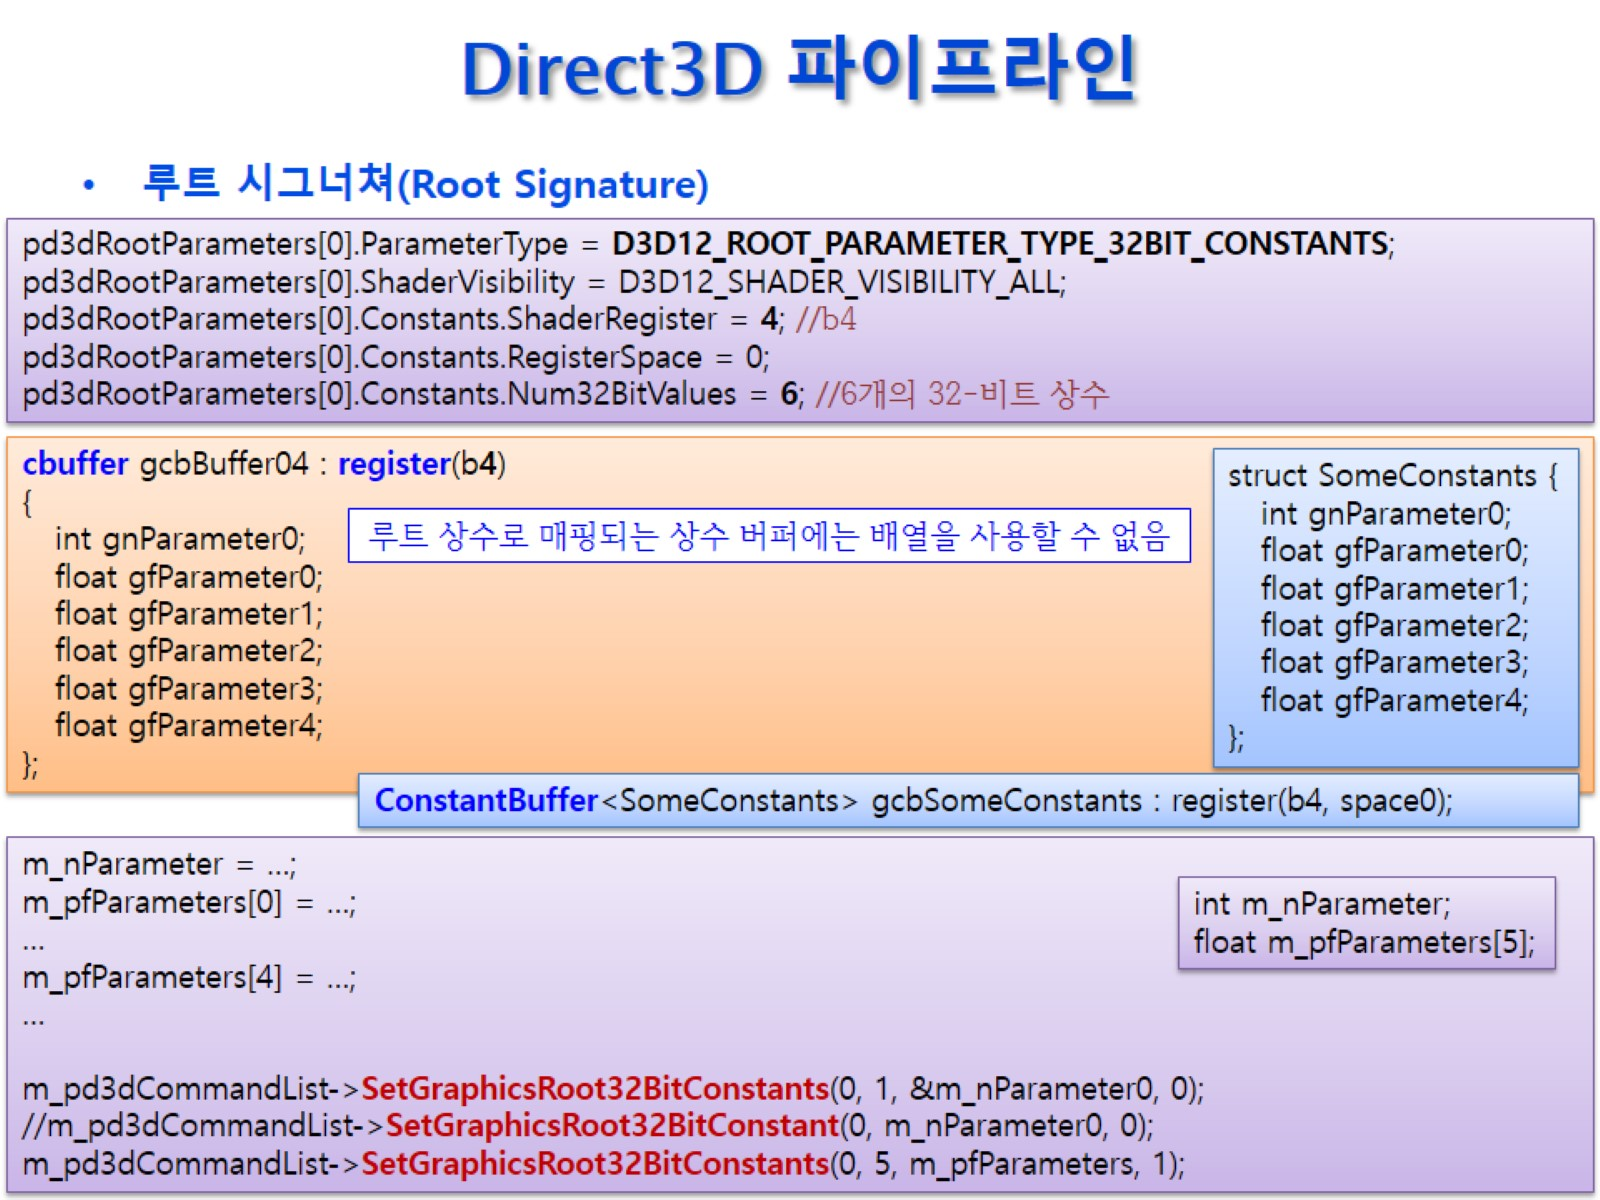 Direct3D 파이프라인
• 루트 시그너쳐(Root Signature)
pd3dRootParameters[0].ParameterType = D3D12_ROOT_PARAMETER_TYPE_32BIT_CONSTANTS;
pd3dRootParameters[0].ShaderVisibility = D3D12_SHADER_VISIBILITY_ALL;
pd3dRootParameters[0].Constants.ShaderRegister = 4; //b4
pd3dRootParameters[0].Constants.RegisterSpace = 0;
pd3dRootParameters[0].Constants.Num32BitValues = 6; //6개의 32-비트 상수
cbuffer gcbBuffer04 : register(b4)
{
int gnParameter0;
float gfParameter0;
float gfParameter1;
float gfParameter2;
float gfParameter3;
float gfParameter4;
};
루트 상수로 매핑되는 상수 버퍼에는 배열을 사용할 수 없음
struct SomeConstants {
int gnParameter0;
float gfParameter0;
float gfParameter1;
float gfParameter2;
float gfParameter3;
float gfParameter4;
};
ConstantBuffer<SomeConstants> gcbSomeConstants : register(b4, space0);
m_nParameter = ...;
m_pfParameters[0] = ...;
...
m_pfParameters[4] = ...;
...
int m_nParameter;
float m_pfParameters[5];
m_pd3dCommandList->SetGraphicsRoot32BitConstants(0, 1, &m_nParameter0, 0);
//m_pd3dCommandList->SetGraphicsRoot32BitConstant(0, m_nParameter0, 0);
m_pd3dCommandList->SetGraphicsRoot32BitConstants(0, 5, m_pfParameters, 1);